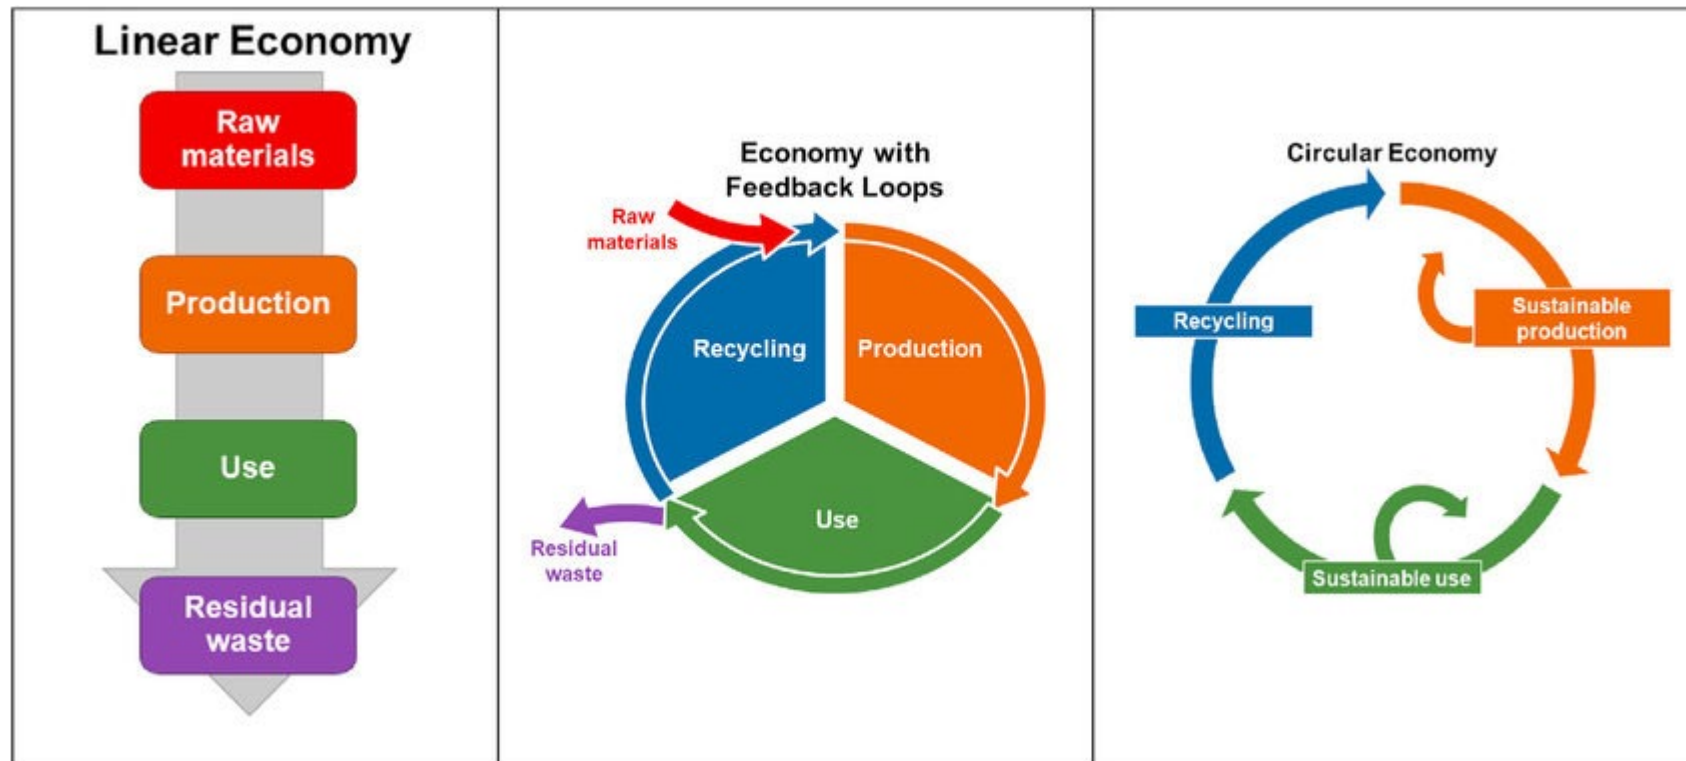 Linear Economy
Raw
materials
Production
Use
Residual
waste
Economy with
Feedback Loops
Raw
materials
Recycling
Production
Use
Residual
waste
Circular Economy
Recycling
Sustainable
production
Sustainable use